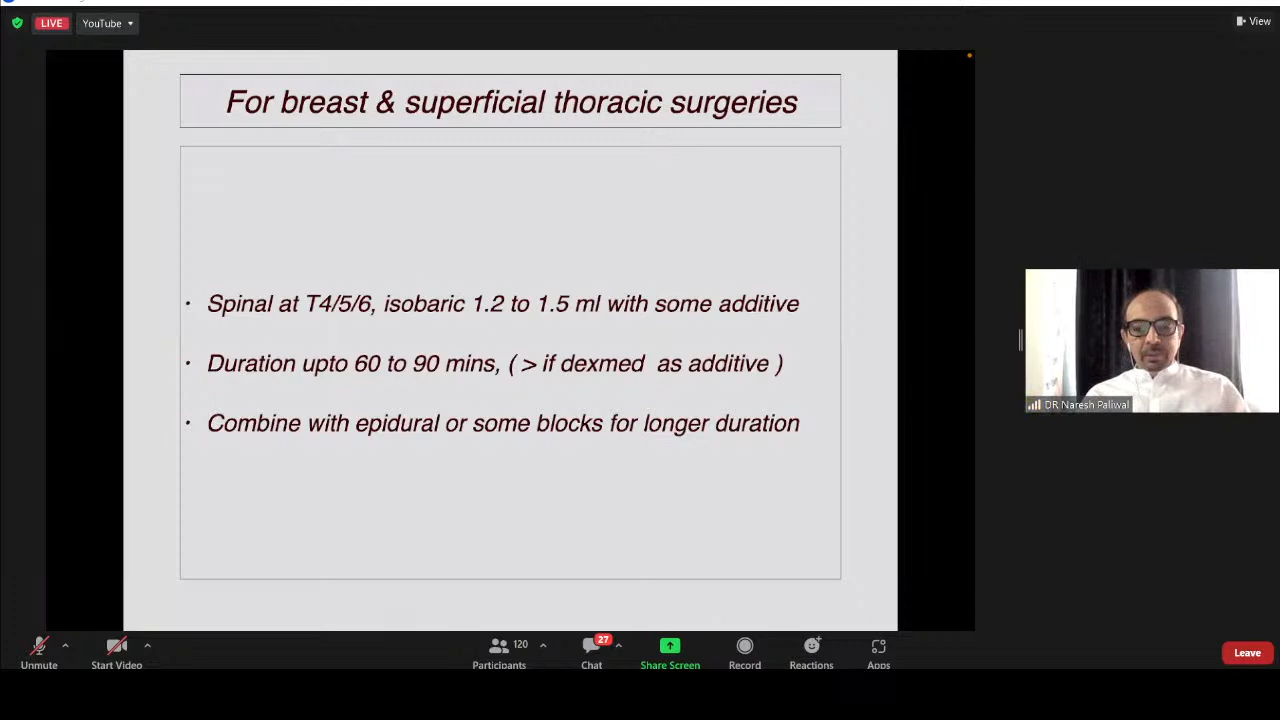 LIVE
YouTube
View
For breast & superficial thoracic surgeries
• Spinal at T4/5/6, isobaric 1.2 to 1.5 ml with some additive
• Duration upto 60 to 90 mins, ( > if dexmed as additive )
• Combine with epidural or some blocks for longer duration
DR Naresh Paliwal
120
27
Unmute
Start Video
Participants
Chat
Share Screen
Record
Reactions
Apps
Leave